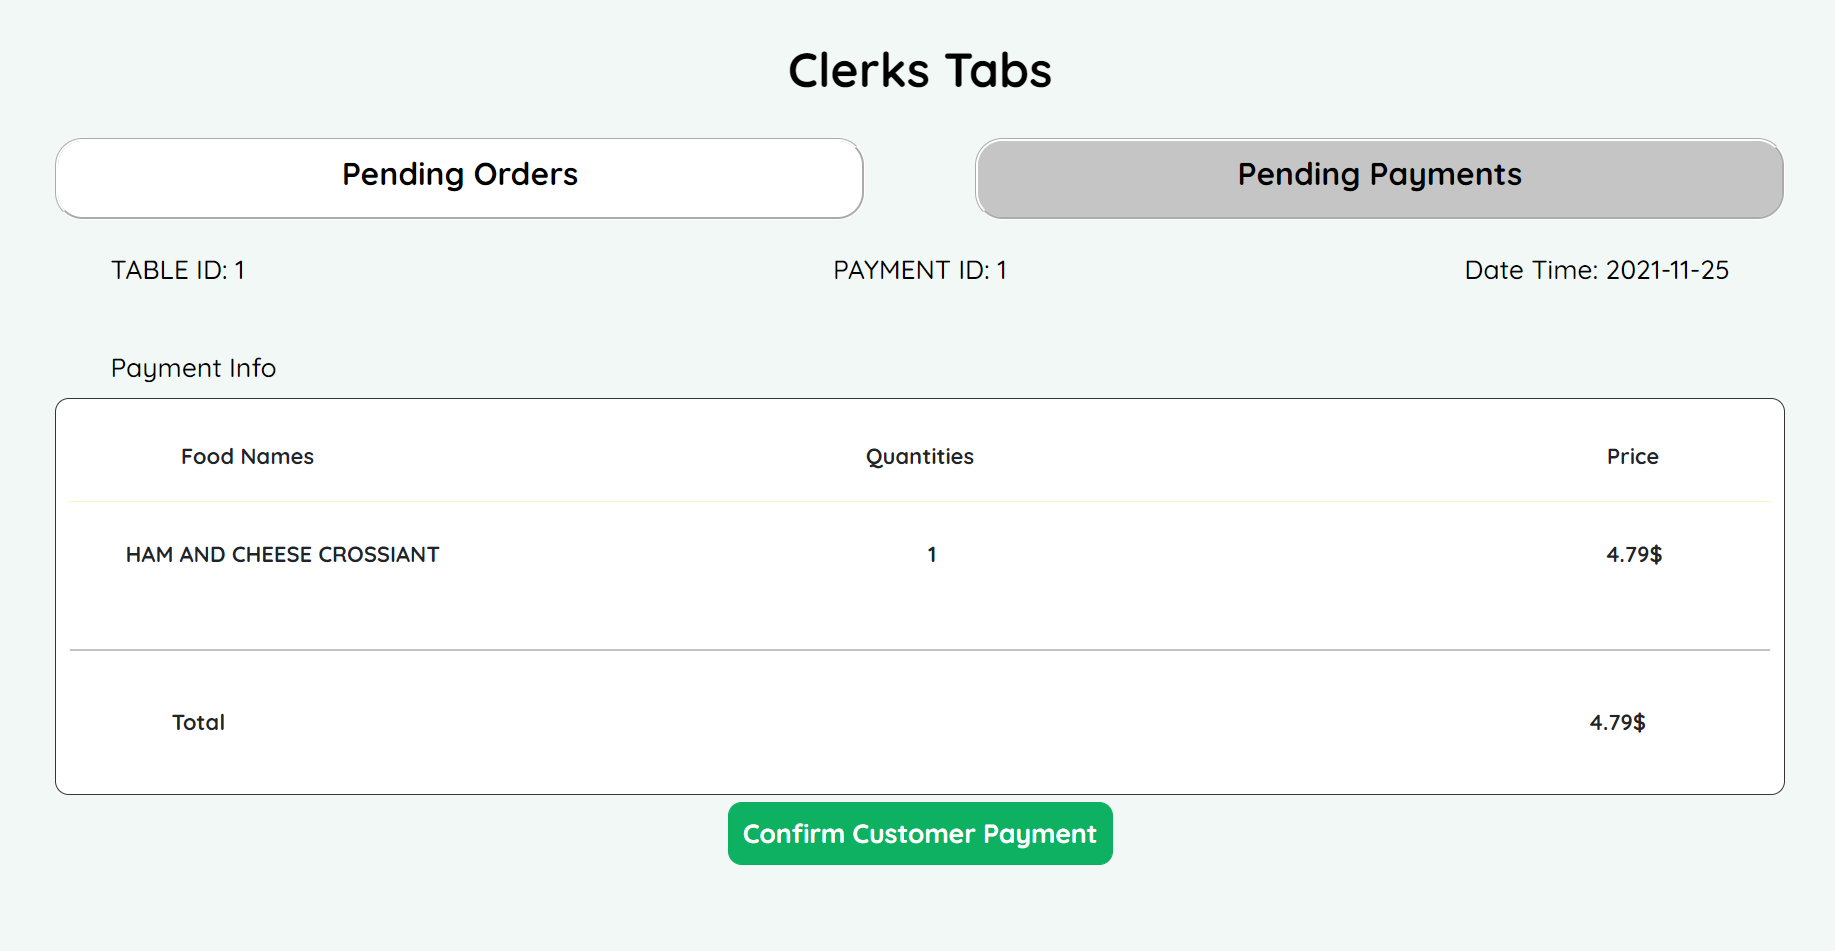 Clerks Tabs
Pending Orders Pending Payments
TABLE ID: 1 PAYMENT ID: 1 Date Time: 2021-11-25
Payment Info
Food Names Quantities Price
HAM AND CHEESE CROSSIANT 1 4.79$
Total 4.79$
Confirm Customer Payment